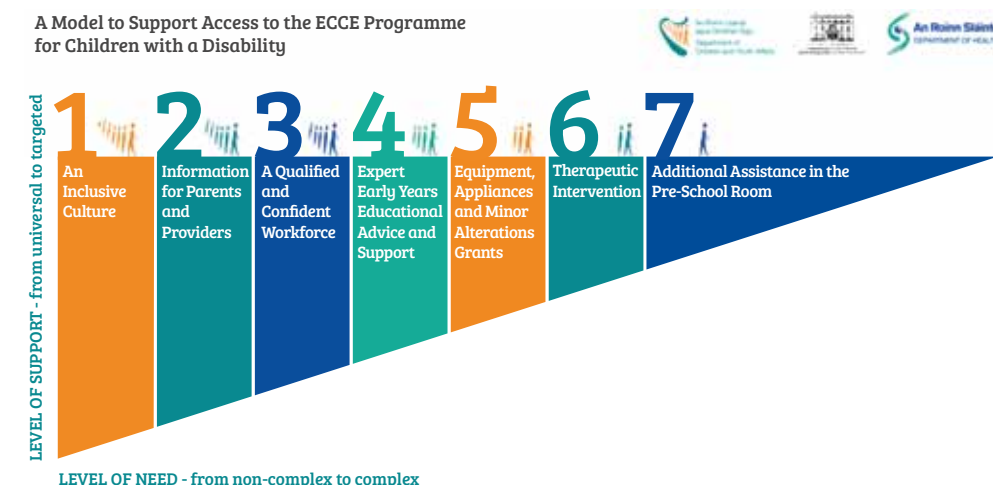 A Model to Support Access to the ECCE Programme
for Children with a Disability
An Roinn Sláint
DEPARTMENT OF HEALT
LEVEL OF SUPPORT - from universal to targeted
1
An
Inclusive
Culture
2
Information
for Parents
and
Providers
3
A Qualified
and
Confident
Workforce
4
Expert
Early Years
Educational
Advice and
Support
5
Equipment,
Appliances
and Minor
Alterations
Grants
6
Therapeutic
Intervention
7
Additional Assistance in the
Pre-School Room
LEVEL OF NEED - from non-complex to complex